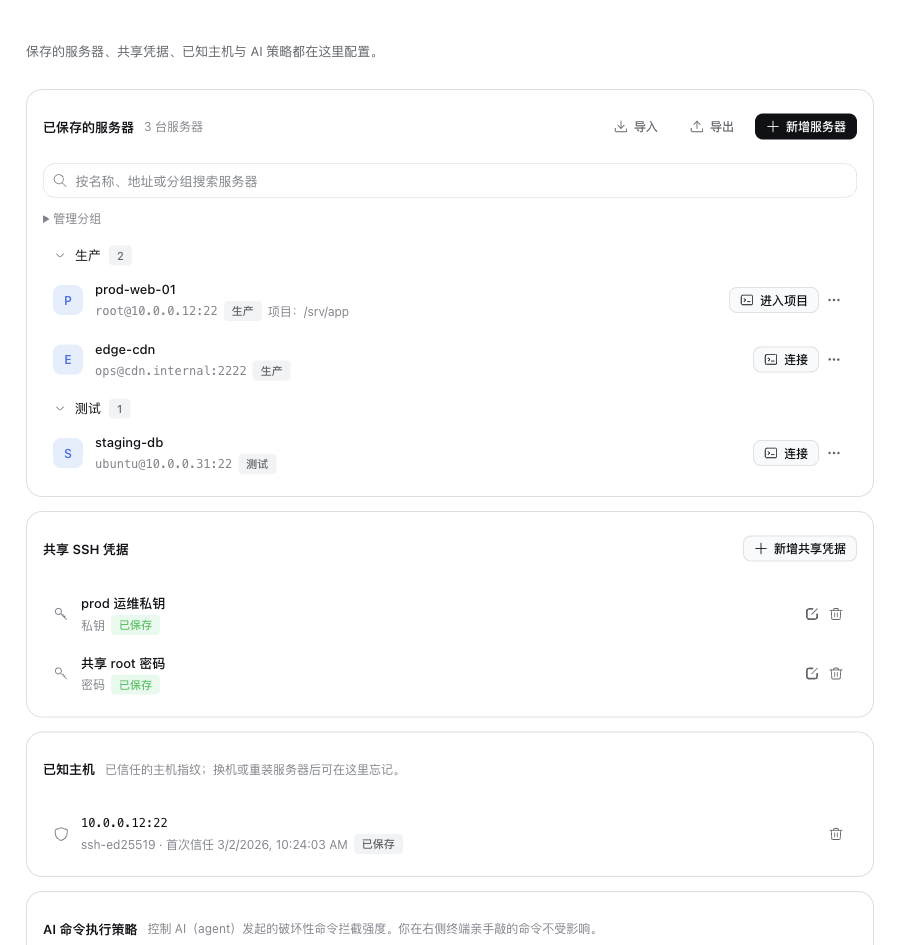 保存的服务器、共享凭据、已知主机与 AI 策略都在这里配置。
已保存的服务器 3 台服务器 导入 导出 新增服务器
按名称、地址或分组搜索服务器
管理分组
生产 2
P prod-web-01
root@10.0.0.12:22 生产 项目：/srv/app 进入项目
E edge-cdn
ops@cdn.internal:2222 生产 连接
测试 1
S staging-db
ubuntu@10.0.0.31:22 测试 连接
共享 SSH 凭据 新增共享凭据
prod 运维私钥
私钥 已保存
共享 root 密码
密码 已保存
已知主机 已信任的主机指纹；换机或重装服务器后可在这里忘记。
10.0.0.12:22
ssh-ed25519 · 首次信任 3/2/2026, 10:24:03 AM 已保存
AI 命令执行策略 控制 AI（agent）发起的破坏性命令拦截强度。你在右侧终端亲手敲的命令不受影响。